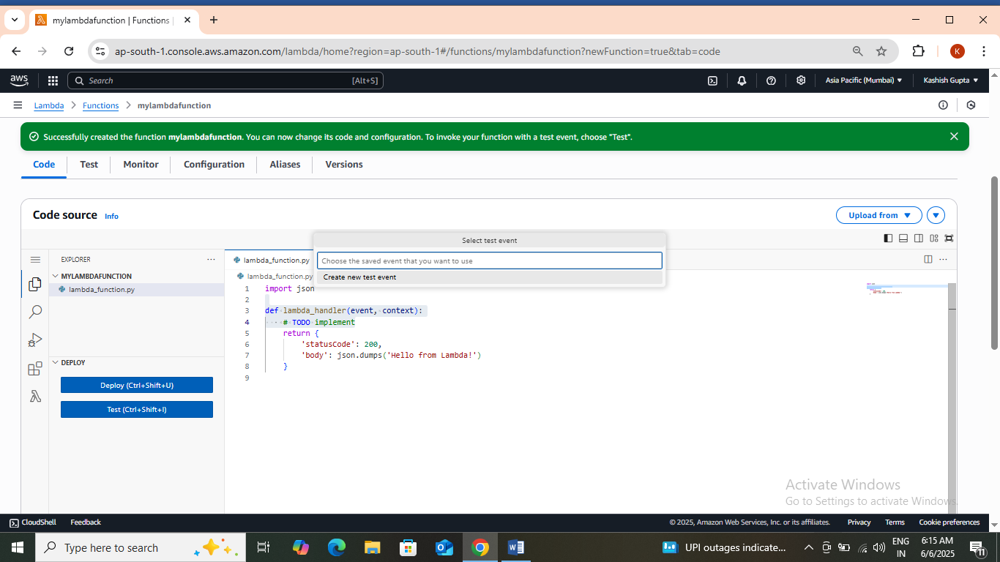 mylambdafunction | Functions
ap-south-1.console.aws.amazon.com/lambda/home?region=ap-south-1#/functions/mylambdafunction?newFunction=true&tab=code
K
aws
Search
[Alt+S]
Asia Pacific (Mumbai)
Kashish Gupta
Lambda > Functions > mylambdafunction
Successfully created the function mylambdafunction. You can now change its code and configuration. To invoke your function with a test event, choose "Test".
Code
Test
Monitor
Configuration
Aliases
Versions
Code source Info
Upload from
Select test event
Choose the saved event that you want to use
Create new test event
EXPLORER
MYLAMBDAFUNCTION
lambda_function.py
DEPLOY
Deploy (Ctrl+Shift+U)
Test (Ctrl+Shift+I)
lambda_function.py
lambda_function.py
1 import json
2
3 def lambda_handler(event, context):
4 # TODO implement
5 return {
6 'statusCode': 200,
7 'body': json.dumps('Hello from Lambda!')
8 }
9
Activate Windows
Go to Settings to activate Windows.
CloudShell
Feedback
© 2025, Amazon Web Services, Inc. or its affiliates.
Privacy
Terms
Cookie preferences
Type here to search
UPI outages indicate...
ENG
IN
6:15 AM
6/6/2025
11